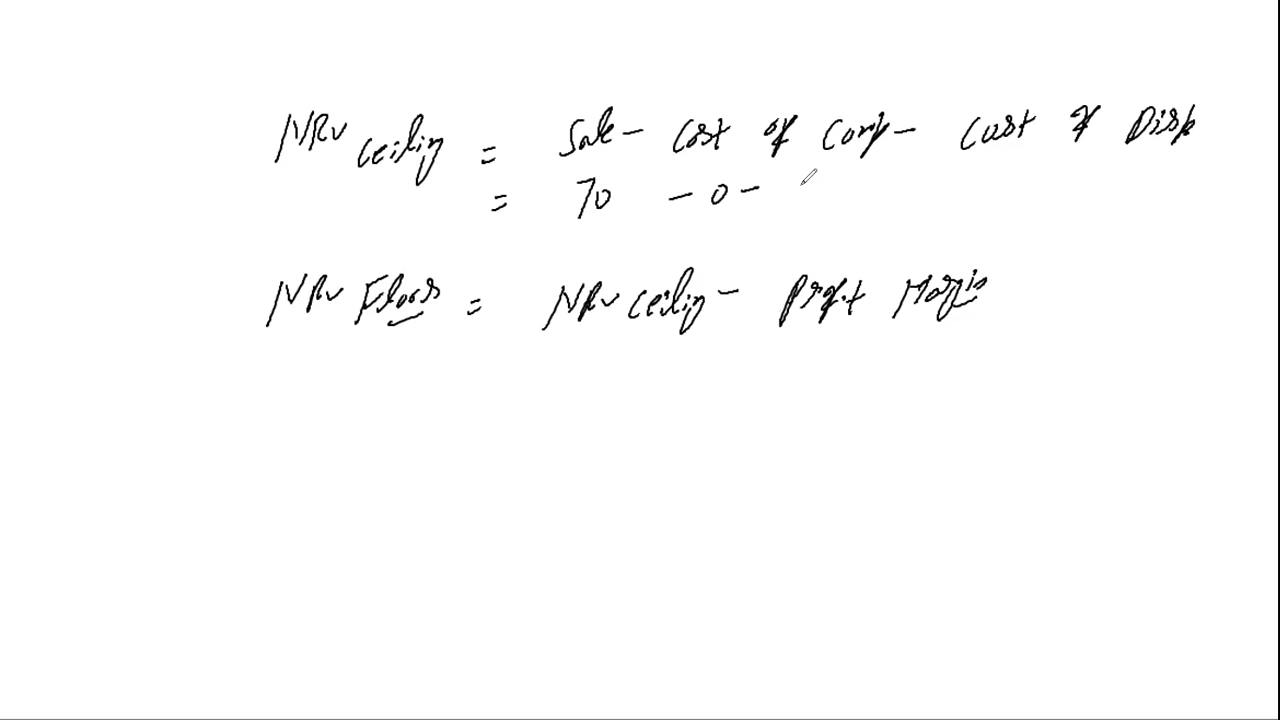 NRV ceiling = Sale - Cost of Comp - Cost of Disp
= 70 - 0 -
NRV Floor = NRV ceiling - Profit Margin